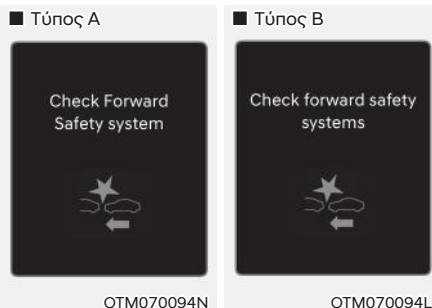 ■ Τύπος A
Check Forward
Safety system
OTM070094N
■ Τύπος B
Check forward safety
systems
OTM070094L